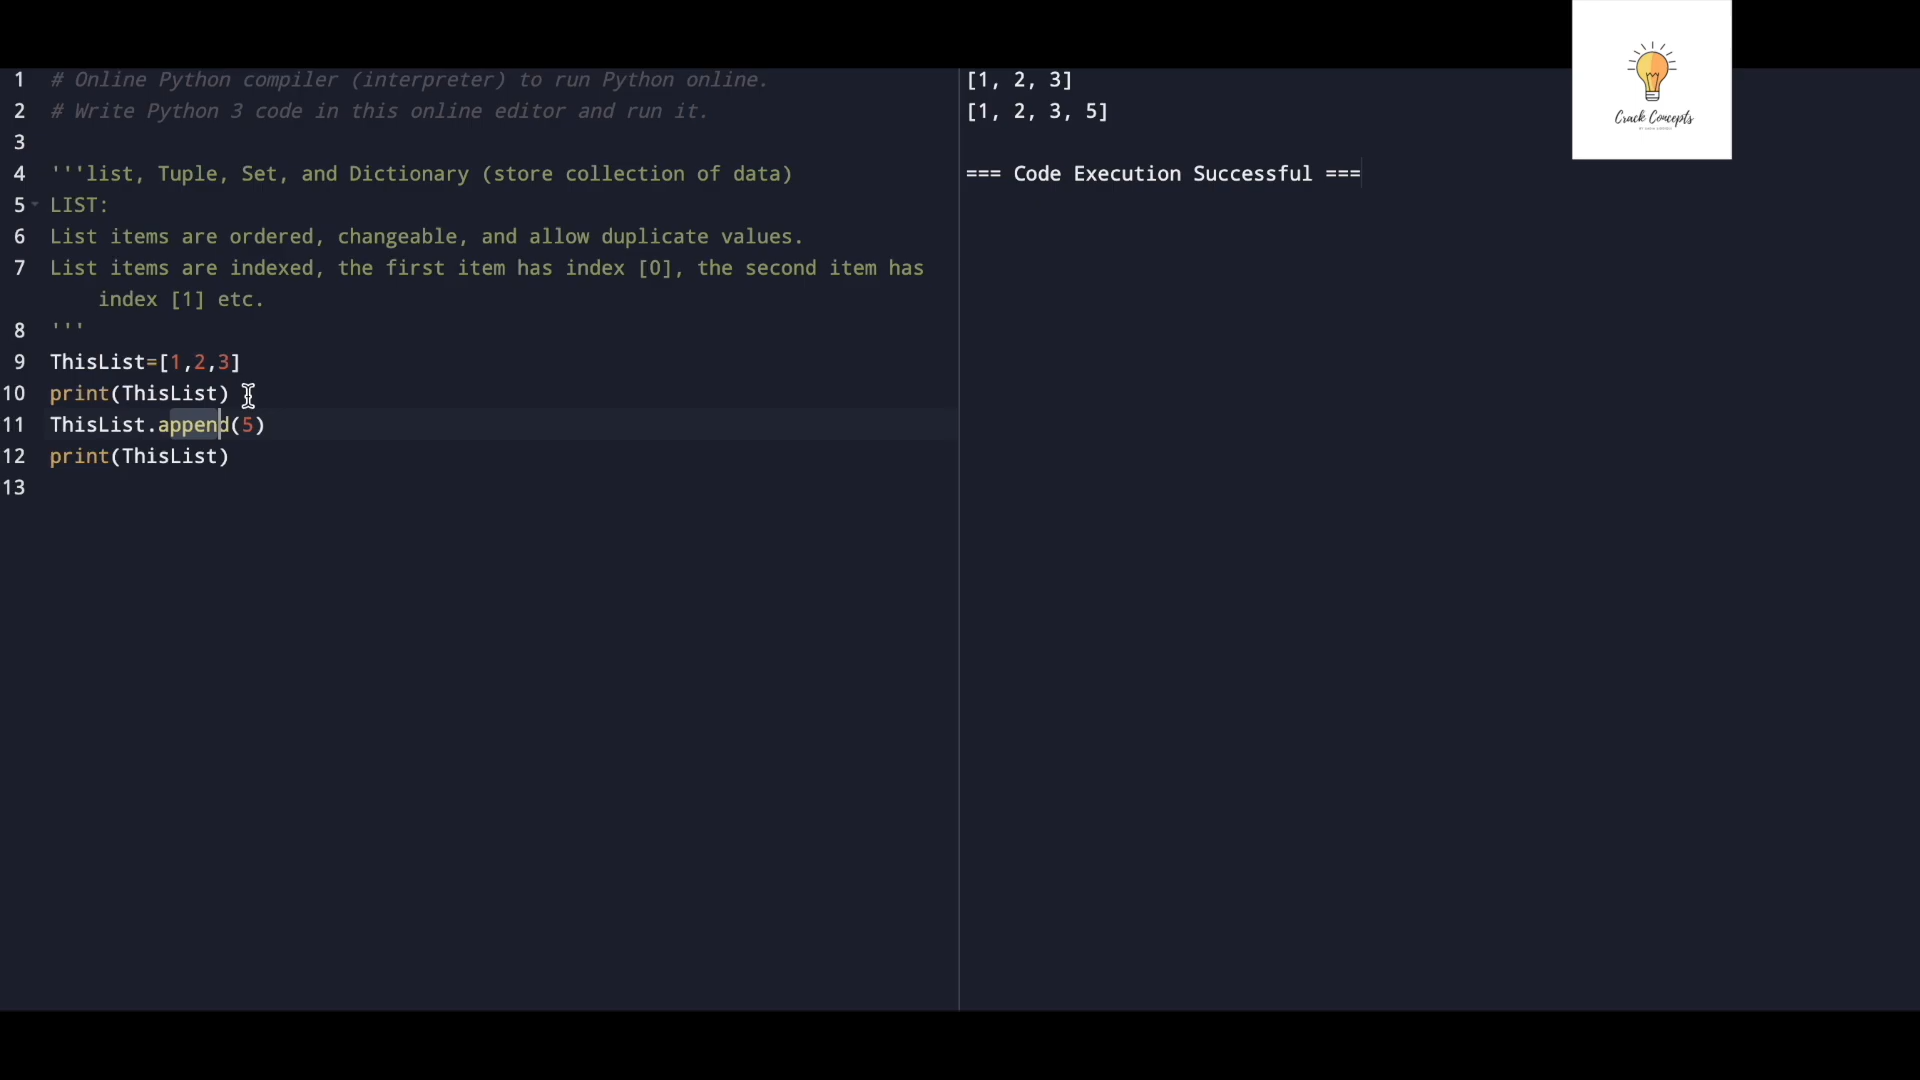 1 # Online Python compiler (interpreter) to run Python online.
2 # Write Python 3 code in this online editor and run it.
3
4 '''list, Tuple, Set, and Dictionary (store collection of data)
5 LIST:
6 List items are ordered, changeable, and allow duplicate values.
7 List items are indexed, the first item has index [0], the second item has
index [1] etc.
8 '''
9 ThisList=[1,2,3]
10 print(ThisList)
11 ThisList.append(5)
12 print(ThisList)
13
[1, 2, 3]
[1, 2, 3, 5]
=== Code Execution Successful ===
Crack Concepts